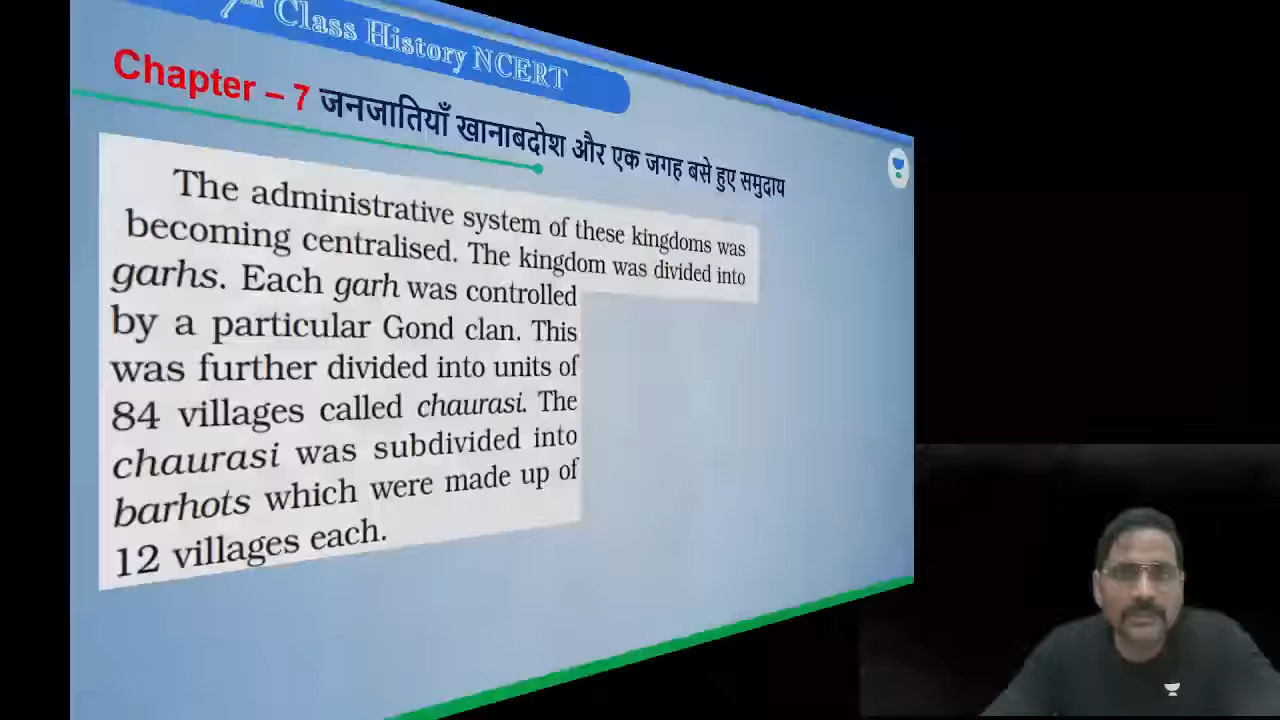 7th Class History NCERT
Chapter – 7 जनजातियाँ खानाबदोश और एक जगह बसे हुए समुदाय
The administrative system of these kingdoms was
becoming centralised. The kingdom was divided into
garhs. Each garh was controlled
by a particular Gond clan. This
was further divided into units of
84 villages called chaurasi. The
chaurasi was subdivided into
barhots which were made up of
12 villages each.